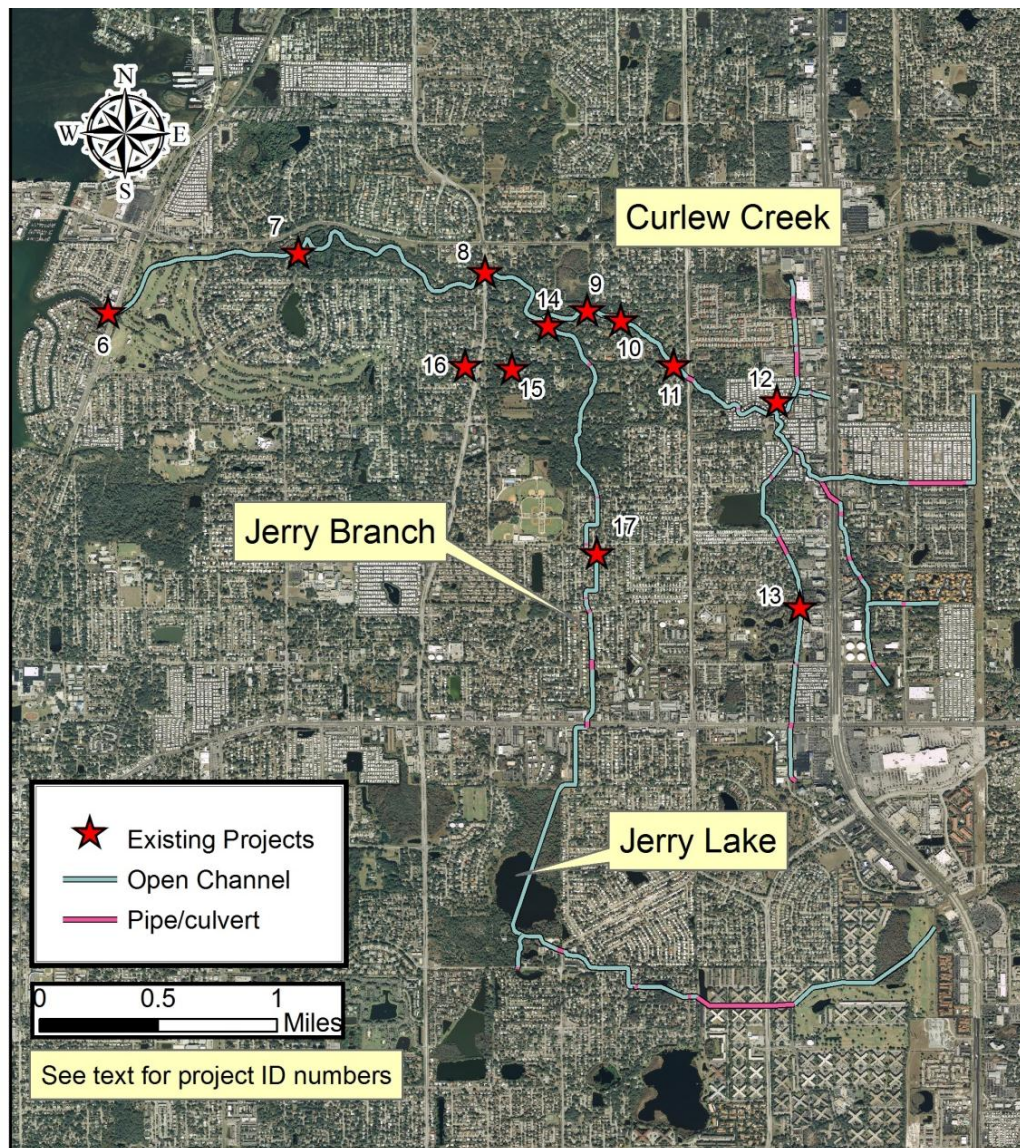 N
W E
S
Curlew Creek
7
8
9
14
6
10
16
15
11
12
Jerry Branch
17
13
Jerry Lake
Existing Projects
Open Channel
Pipe/culvert
0 0.5 1
Miles
See text for project ID numbers